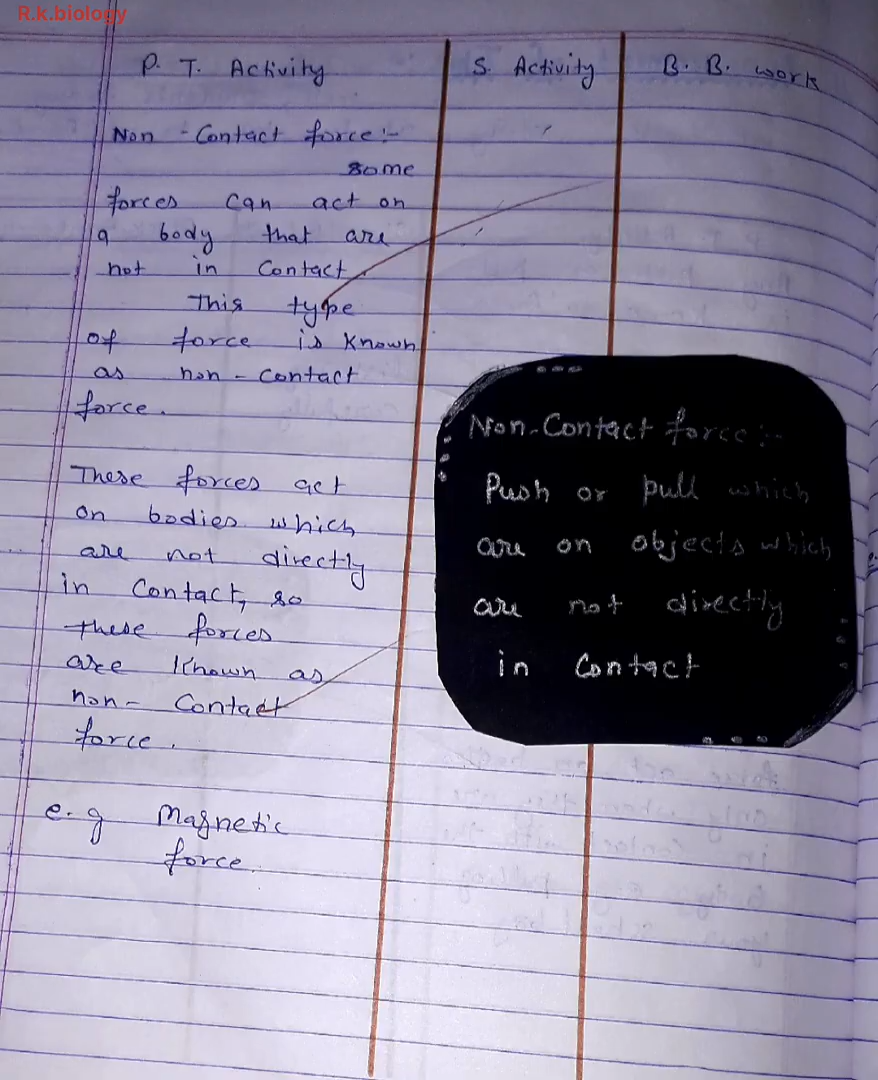 R.k.biology
P. T. Activity
S. Activity
B. B. work
Non - Contact force :-
some
forces can act on
a body that are
not in contact.
This type
of force is known
as non - contact
force.
These forces act
on bodies which
are not directly
in contact, so
these forces
are known as
non - Contact
force.
e. g Magnetic
force.
Non-Contact force :-
Push or pull which
are on objects which
are not directly
in Contact